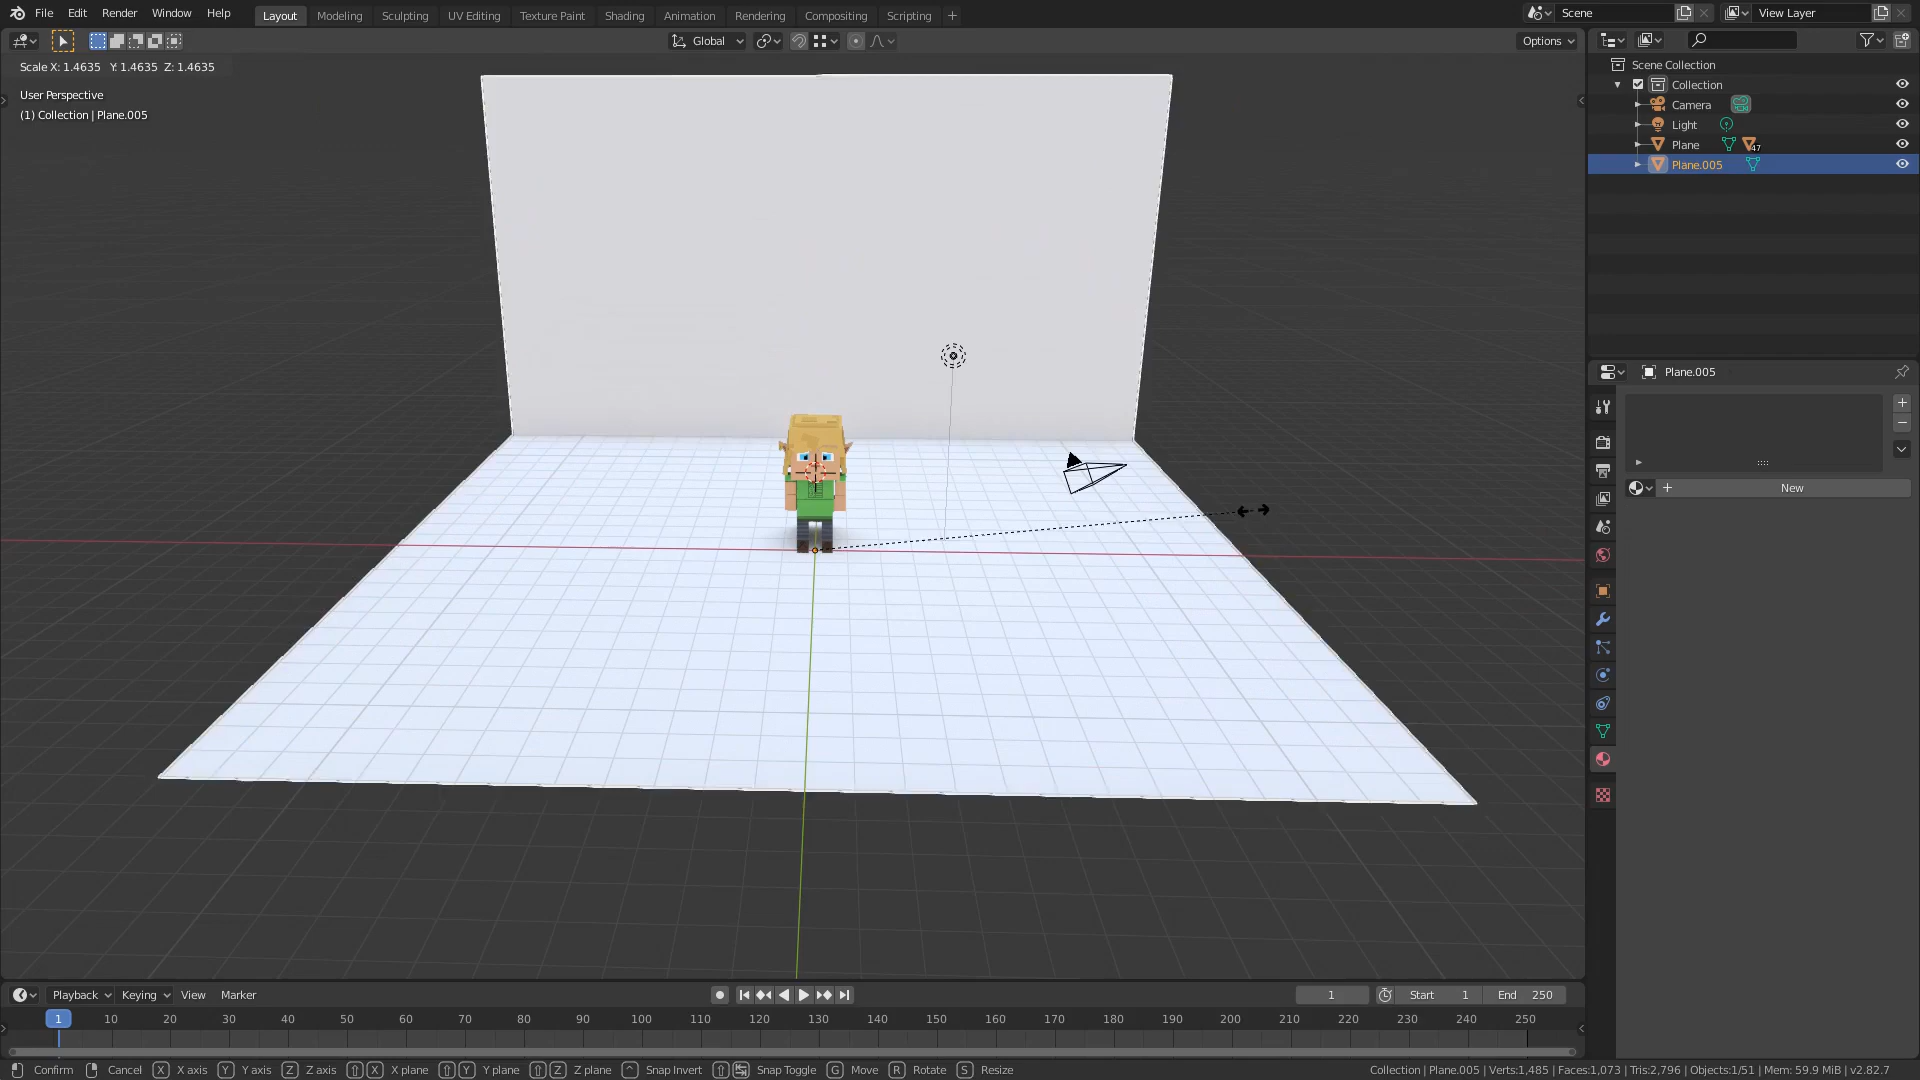 File Edit Render Window Help Layout Modeling Sculpting UV Editing Texture Paint Shading Animation Rendering Compositing Scripting + Scene View Layer
Global Options
Scale X: 1.4635 Y: 1.4635 Z: 1.4635
User Perspective
(1) Collection | Plane.005
Scene Collection
Collection
Camera
Light
Plane 47
Plane.005
Plane.005
New
Playback Keying View Marker 1 Start 1 End 250
1 10 20 30 40 50 60 70 80 90 100 110 120 130 140 150 160 170 180 190 200 210 220 230 240 250
Confirm Cancel X X axis Y Y axis Z Z axis X X plane Y Y plane Z Z plane ^ Snap Invert Snap Toggle G Move R Rotate S Resize Collection | Plane.005 | Verts:1,485 | Faces:1,073 | Tris:2,796 | Objects:1/51 | Mem: 59.9 MiB | v2.82.7